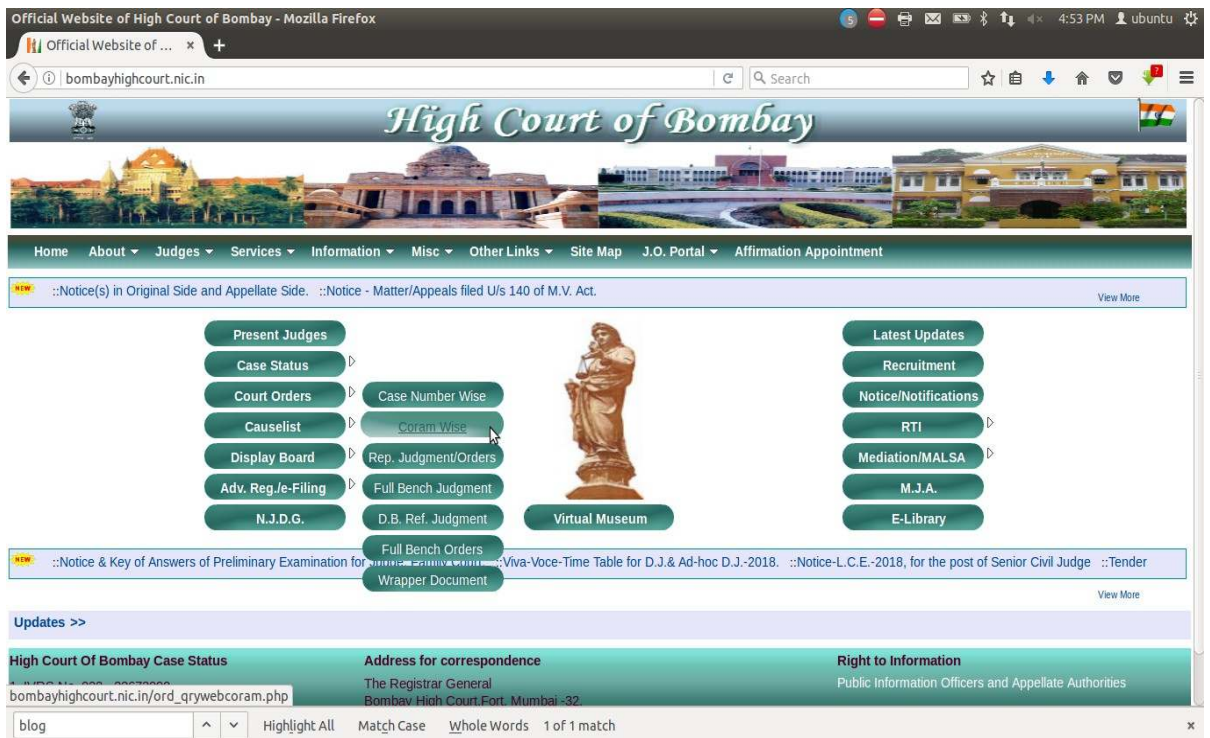 Official Website of High Court of Bombay - Mozilla Firefox
4:53 PM ubuntu
Official Website of ... × +
bombayhighcourt.nic.in
Search
High Court of Bombay
Home About Judges Services Information Misc Other Links Site Map J.O. Portal Affirmation Appointment
NEW ::Notice(s) in Original Side and Appellate Side. ::Notice - Matter/Appeals filed U/s 140 of M.V. Act.
View More
Present Judges
Case Status
Court Orders
Causelist
Display Board
Adv. Reg./e-Filing
N.J.D.G.
Case Number Wise
Coram Wise
Rep. Judgment/Orders
Full Bench Judgment
D.B. Ref. Judgment
Full Bench Orders
Wrapper Document
Virtual Museum
Latest Updates
Recruitment
Notice/Notifications
RTI
Mediation/MALSA
M.J.A.
E-Library
NEW ::Notice & Key of Answers of Preliminary Examination for Judge, Family Court. ::Viva-Voce-Time Table for D.J.& Ad-hoc D.J.-2018. ::Notice-L.C.E.-2018, for the post of Senior Civil Judge ::Tender
View More
Updates >>
High Court Of Bombay Case Status
Address for correspondence
The Registrar General
Bombay High Court,Fort, Mumbai -32.
Right to Information
Public Information Officers and Appellate Authorities
bombayhighcourt.nic.in/ord_qrywebcoram.php
blog Highlight All Match Case Whole Words 1 of 1 match ×